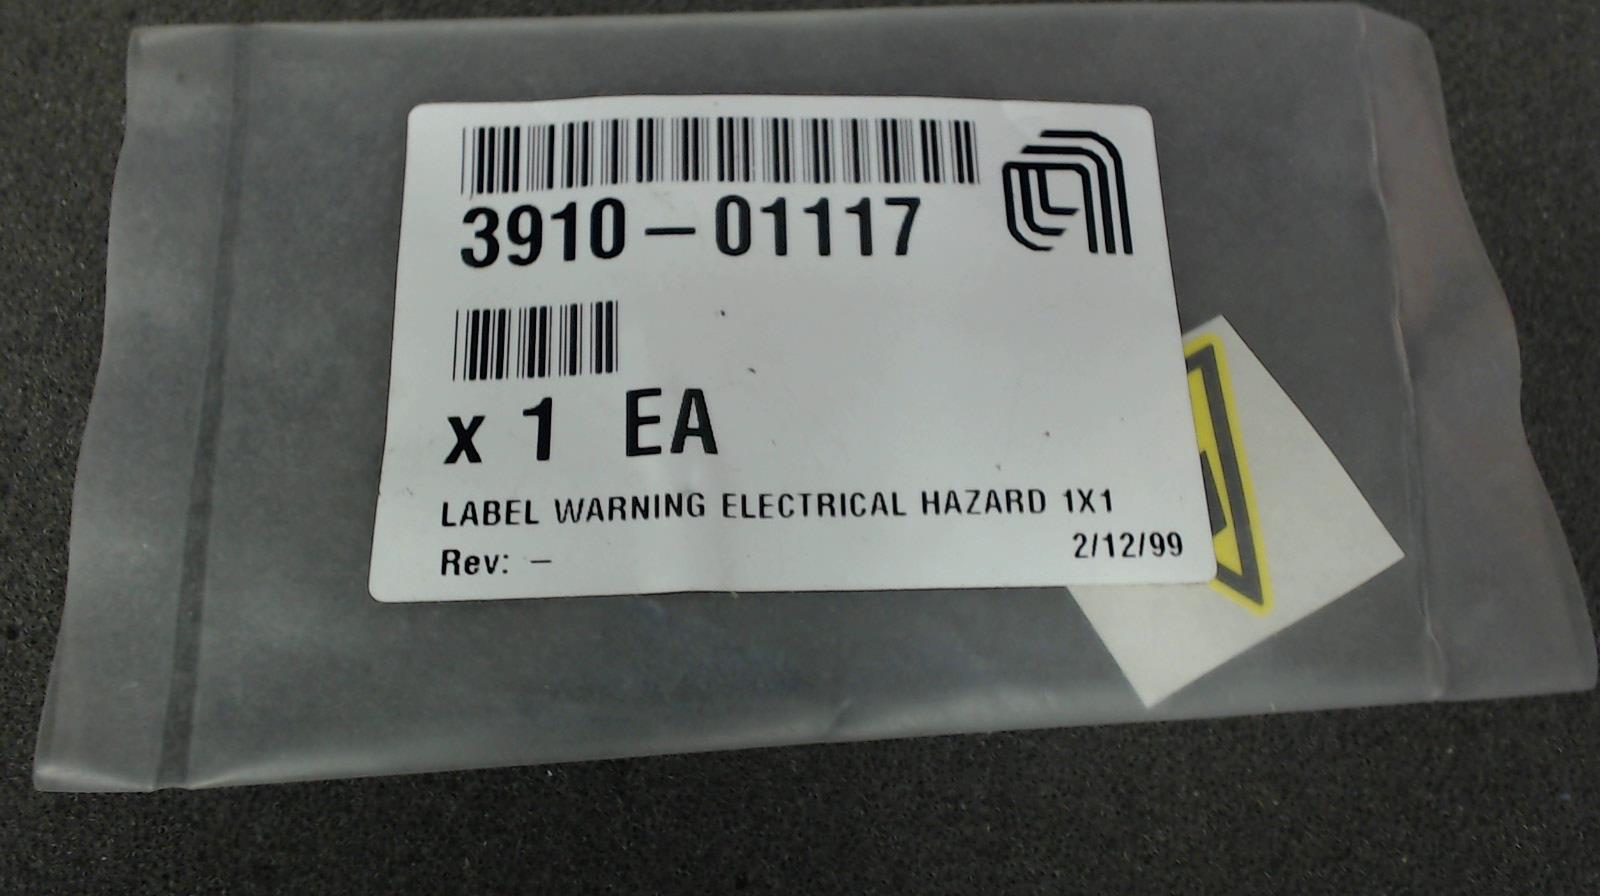 3910-01117
x 1 EA
LABEL WARNING ELECTRICAL HAZARD 1X1
Rev: -
2/12/99